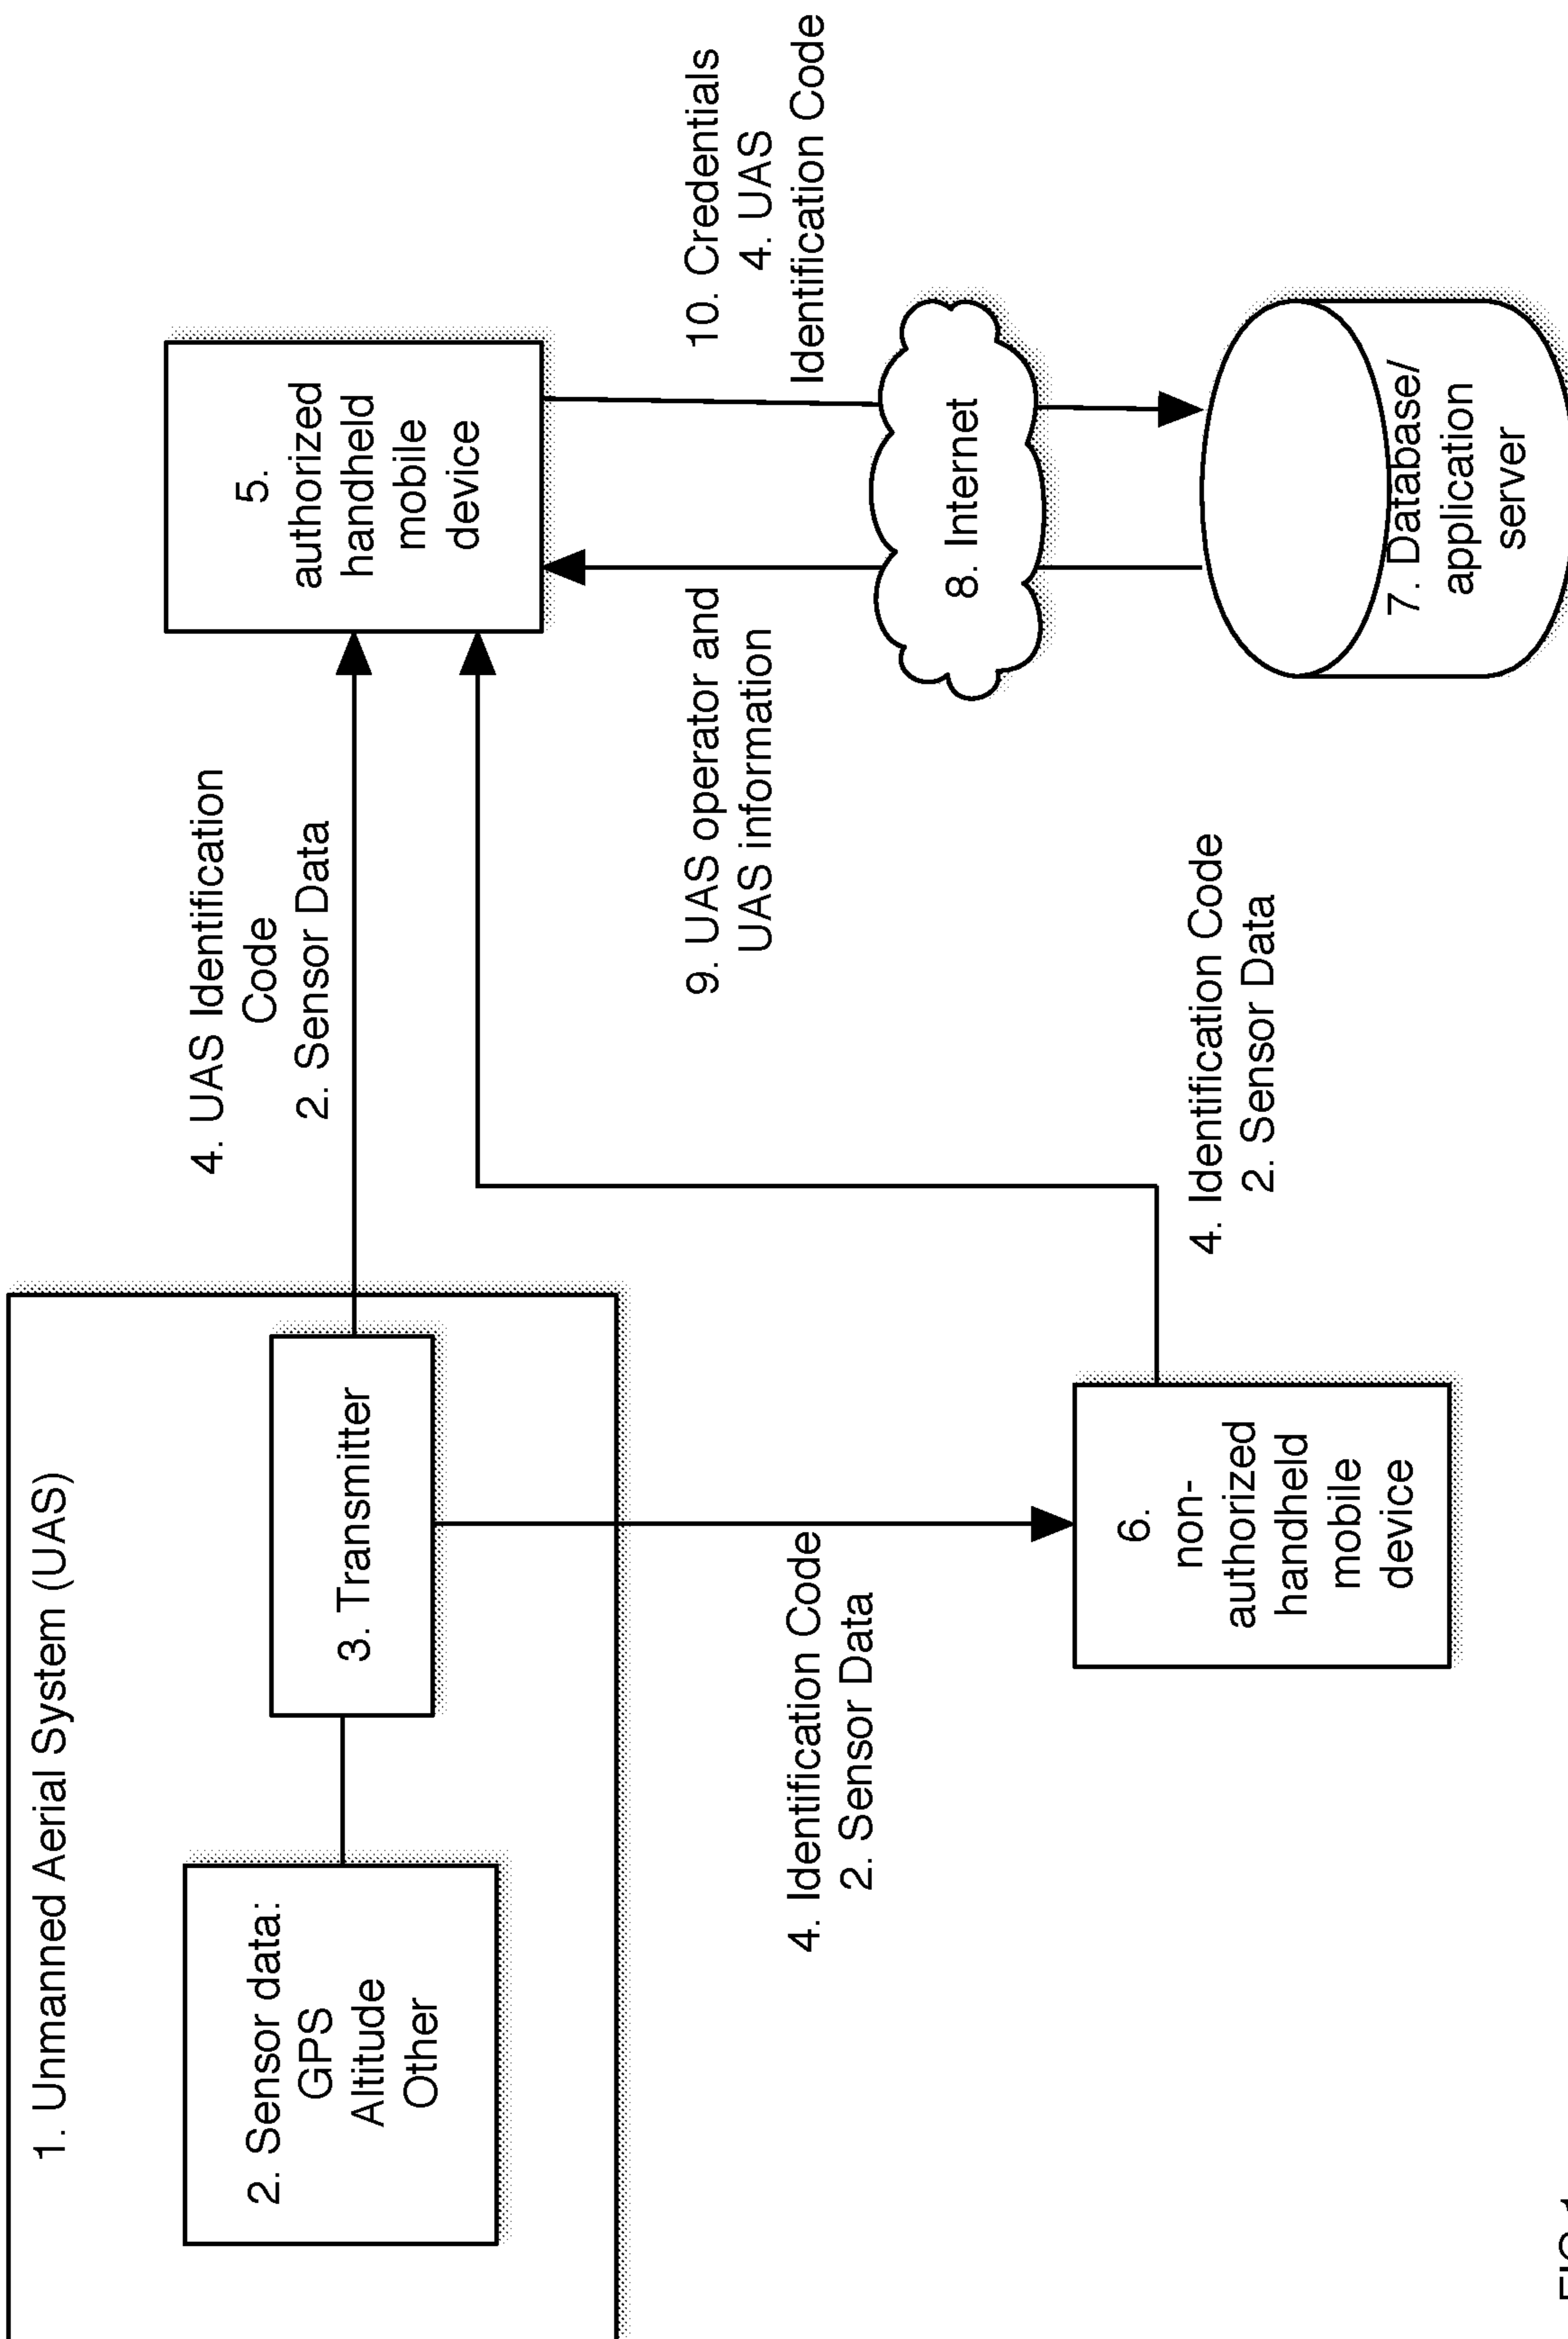 1. Unmanned Aerial System (UAS)
2. Sensor data:
GPS
Altitude
Other
3. Transmitter
4. UAS Identification
Code
2. Sensor Data
5.
authorized
handheld
mobile
device
4. Identification Code
2. Sensor Data
6.
non-
authorized
handheld
mobile
device
4. Identification Code
2. Sensor Data
9. UAS operator and
UAS information
10. Credentials
4. UAS
Identification Code
8. Internet
7. Database/
application
server